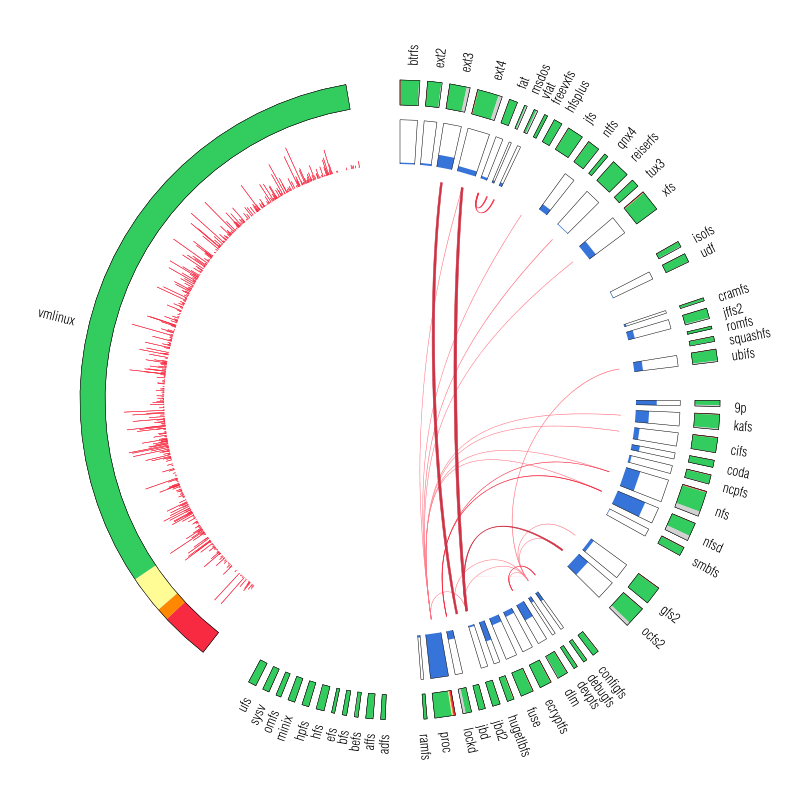 btrfs
ext2
ext3
ext4
fat
msdos
vfat
freevxfs
hfsplus
jfs
ntfs
qnx4
reiserfs
tux3
xfs
isofs
udf
cramfs
jffs2
romfs
squashfs
ubifs
9p
kafs
cifs
coda
ncpfs
nfs
nfsd
smbfs
gfs2
ocfs2
configfs
debugfs
devpts
dlm
ecryptfs
fuse
hugetlbfs
jbd2
jbd
lockd
proc
ramfs
adfs
affs
befs
bfs
efs
hfs
hpfs
minix
omfs
sysv
ufs
vmlinux